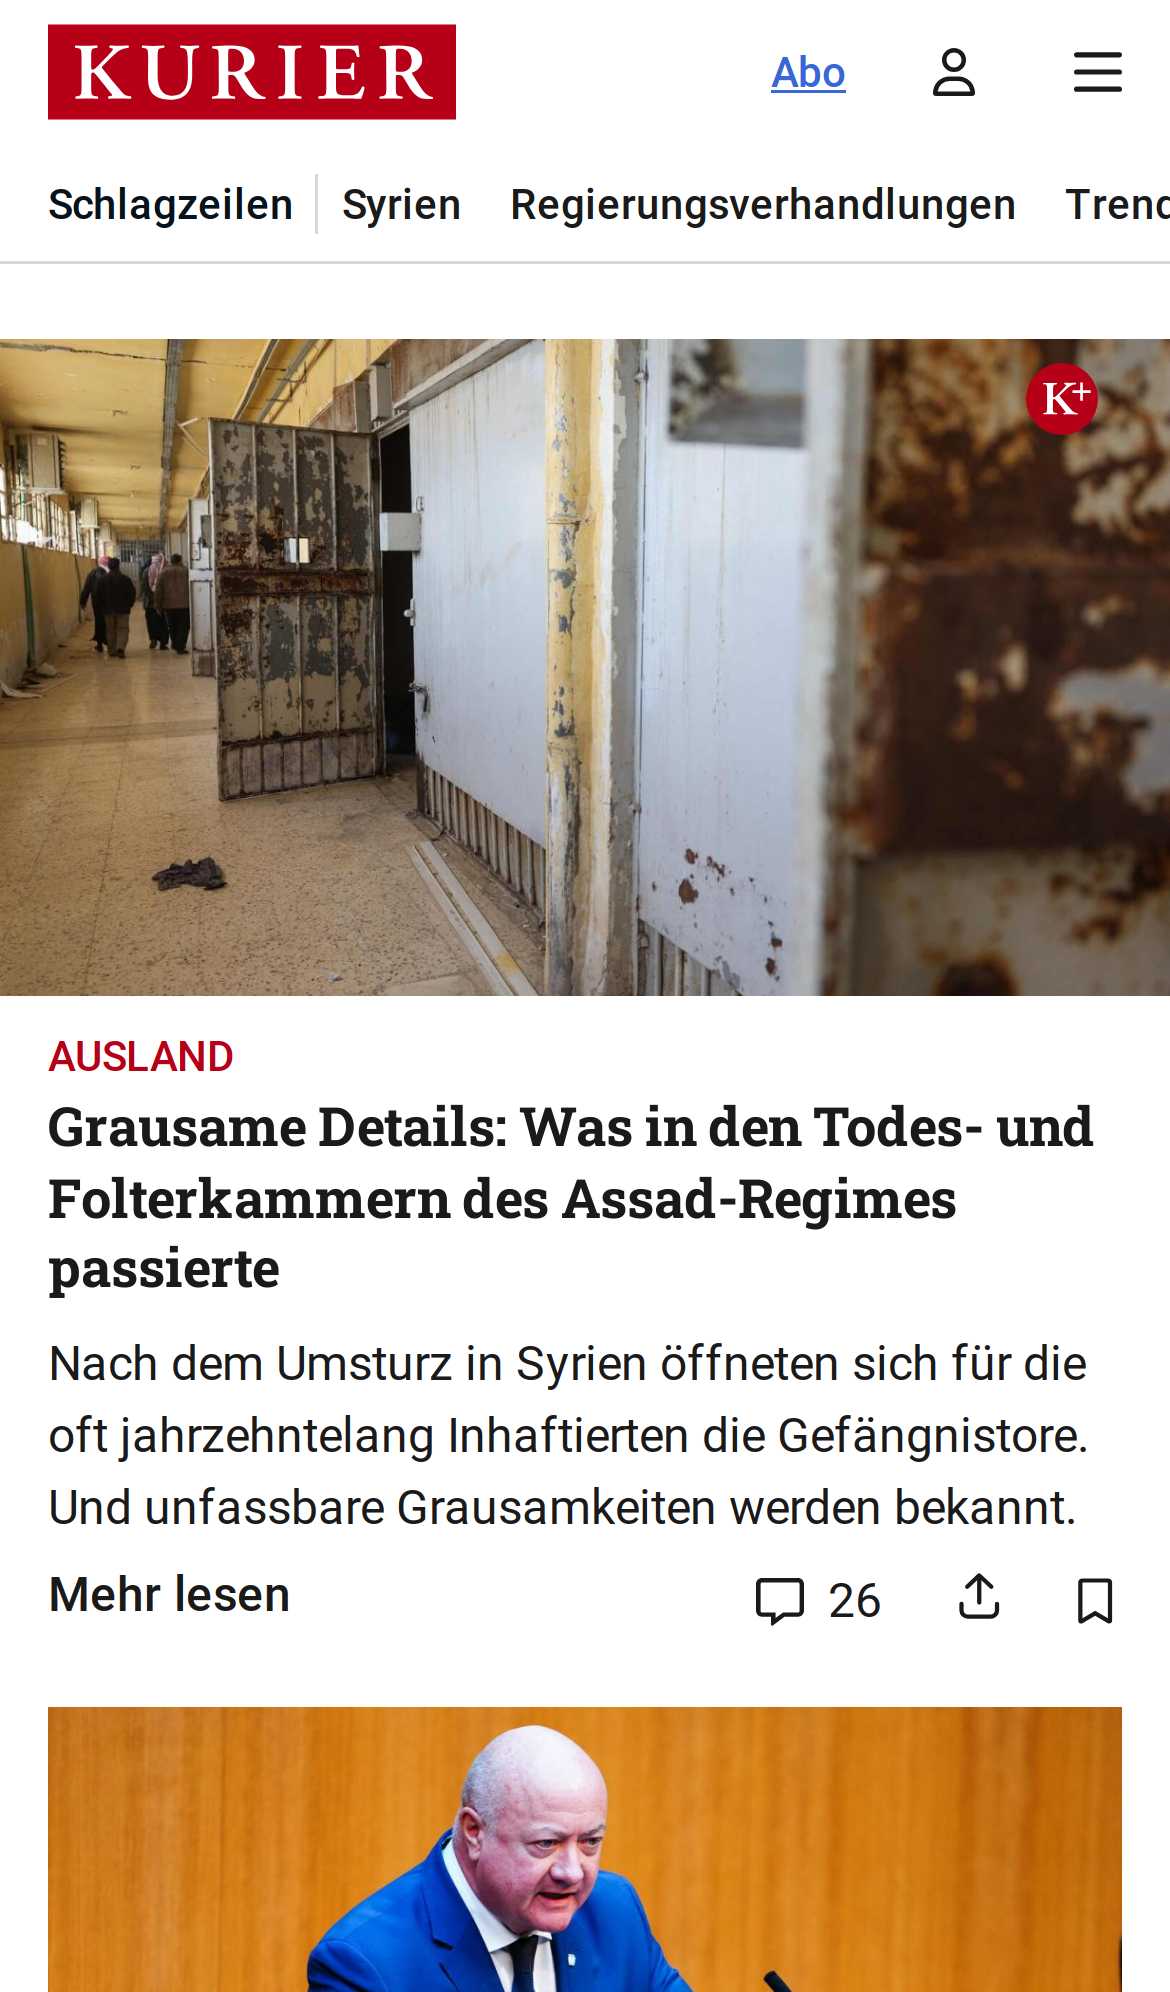 KURIER
Abo
Schlagzeilen
Syrien
Regierungsverhandlungen
Trend
K+
AUSLAND
Grausame Details: Was in den Todes- und
Folterkammern des Assad-Regimes
passierte
Nach dem Umsturz in Syrien öffneten sich für die
oft jahrzehntelang Inhaftierten die Gefängnistore.
Und unfassbare Grausamkeiten werden bekannt.
Mehr lesen
26